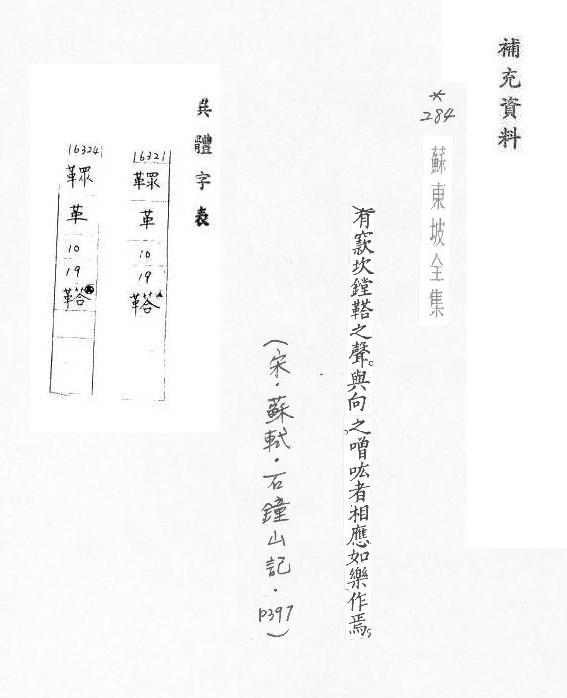 補充資料
*
284
蘇東坡全集
有窾坎鏜鞳之聲。與向之噌吰者相應如樂作焉。
(宋·蘇軾·石鐘山記·P397)
異體字表
16321
革
10
19
鞳
16324
革
10
19
鞳